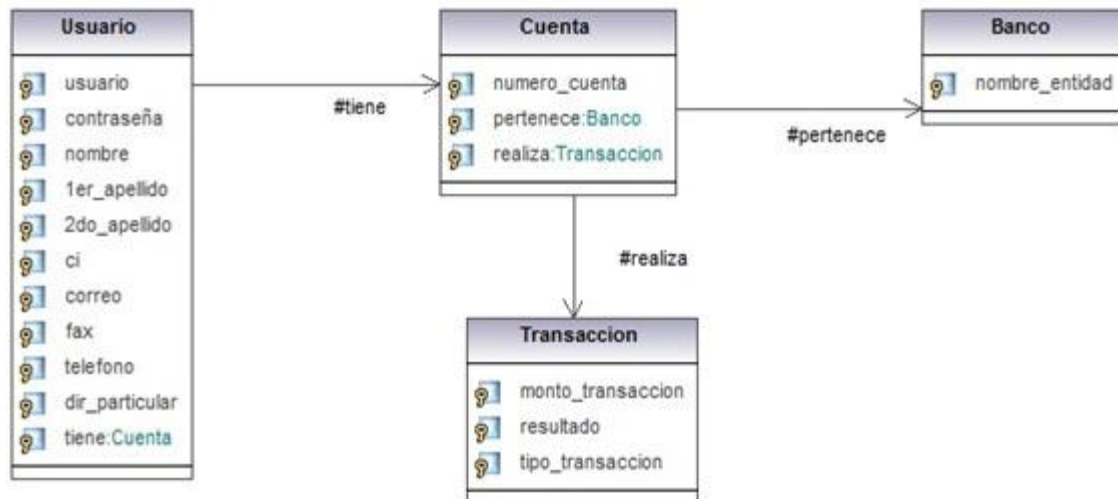 Usuario
usuario
contraseña
nombre
1er_apellido
2do_apellido
ci
correo
fax
telefono
dir_particular
tiene:Cuenta
#tiene
Cuenta
numero_cuenta
pertenece:Banco
realiza:Transaccion
#pertenece
Banco
nombre_entidad
#realiza
Transaccion
monto_transaccion
resultado
tipo_transaccion